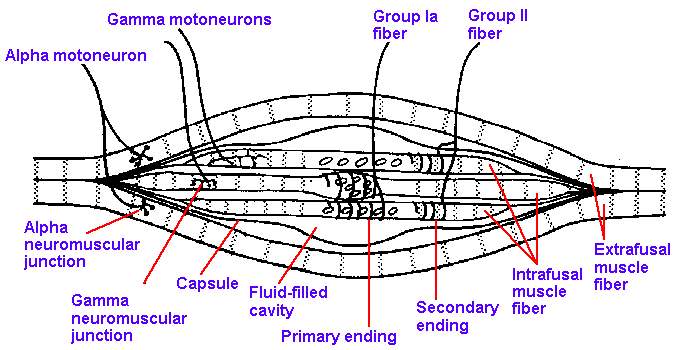 Gamma motoneurons
Group Ia
fiber
Group II
fiber
Alpha motoneuron
Alpha
neuromuscular
junction
Gamma
neuromuscular
junction
Capsule
Fluid-filled
cavity
Primary ending
Secondary
ending
Intrafusal
muscle
fiber
Extrafusal
muscle
fiber